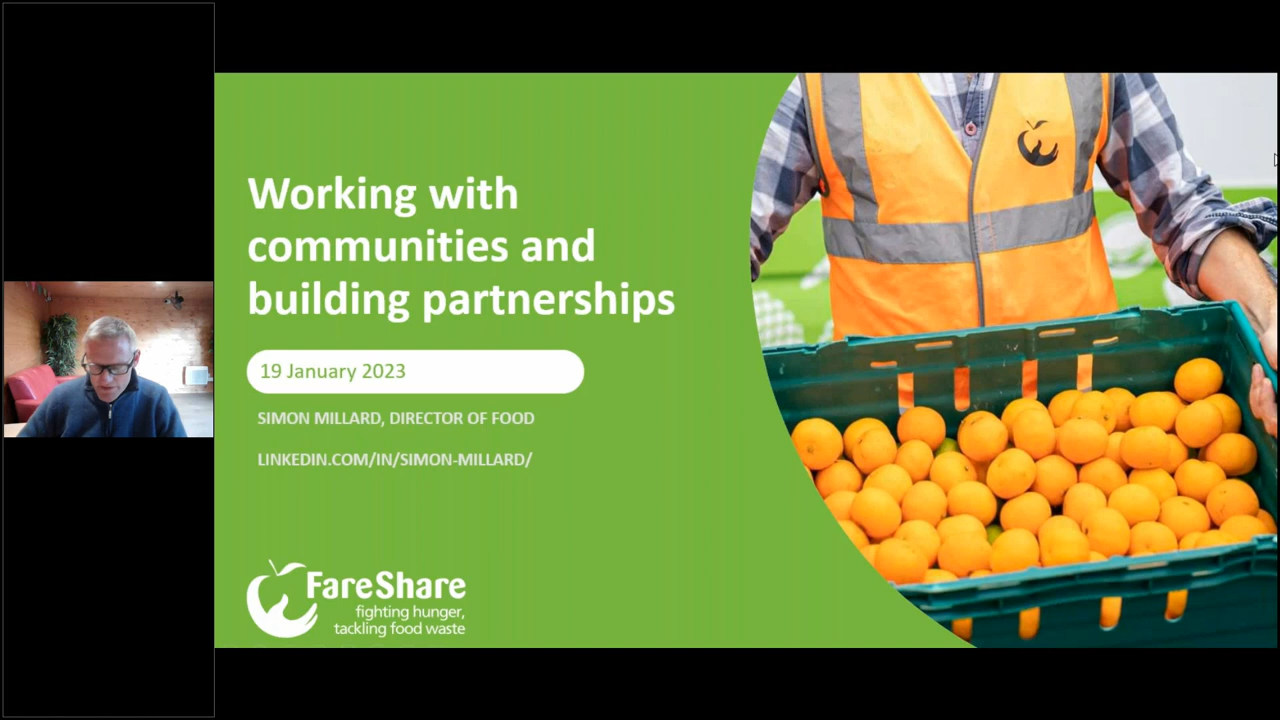 Working with
communities and
building partnerships
19 January 2023
SIMON MILLARD, DIRECTOR OF FOOD
LINKEDIN.COM/IN/SIMON-MILLARD/
FareShare
fighting hunger,
tackling food waste